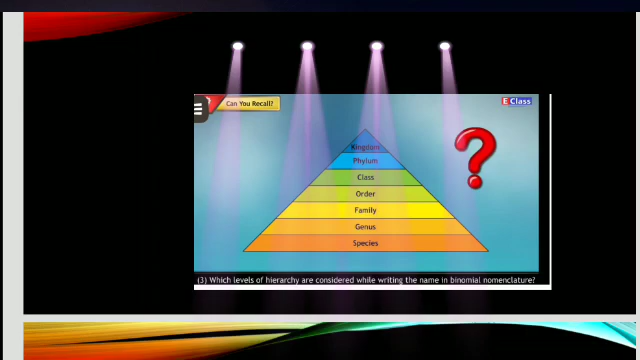 Can You Recall?
E Class
Kingdom
Phylum
Class
Order
Family
Genus
Species
(3) Which levels of hierarchy are considered while writing the name in binomial nomenclature?